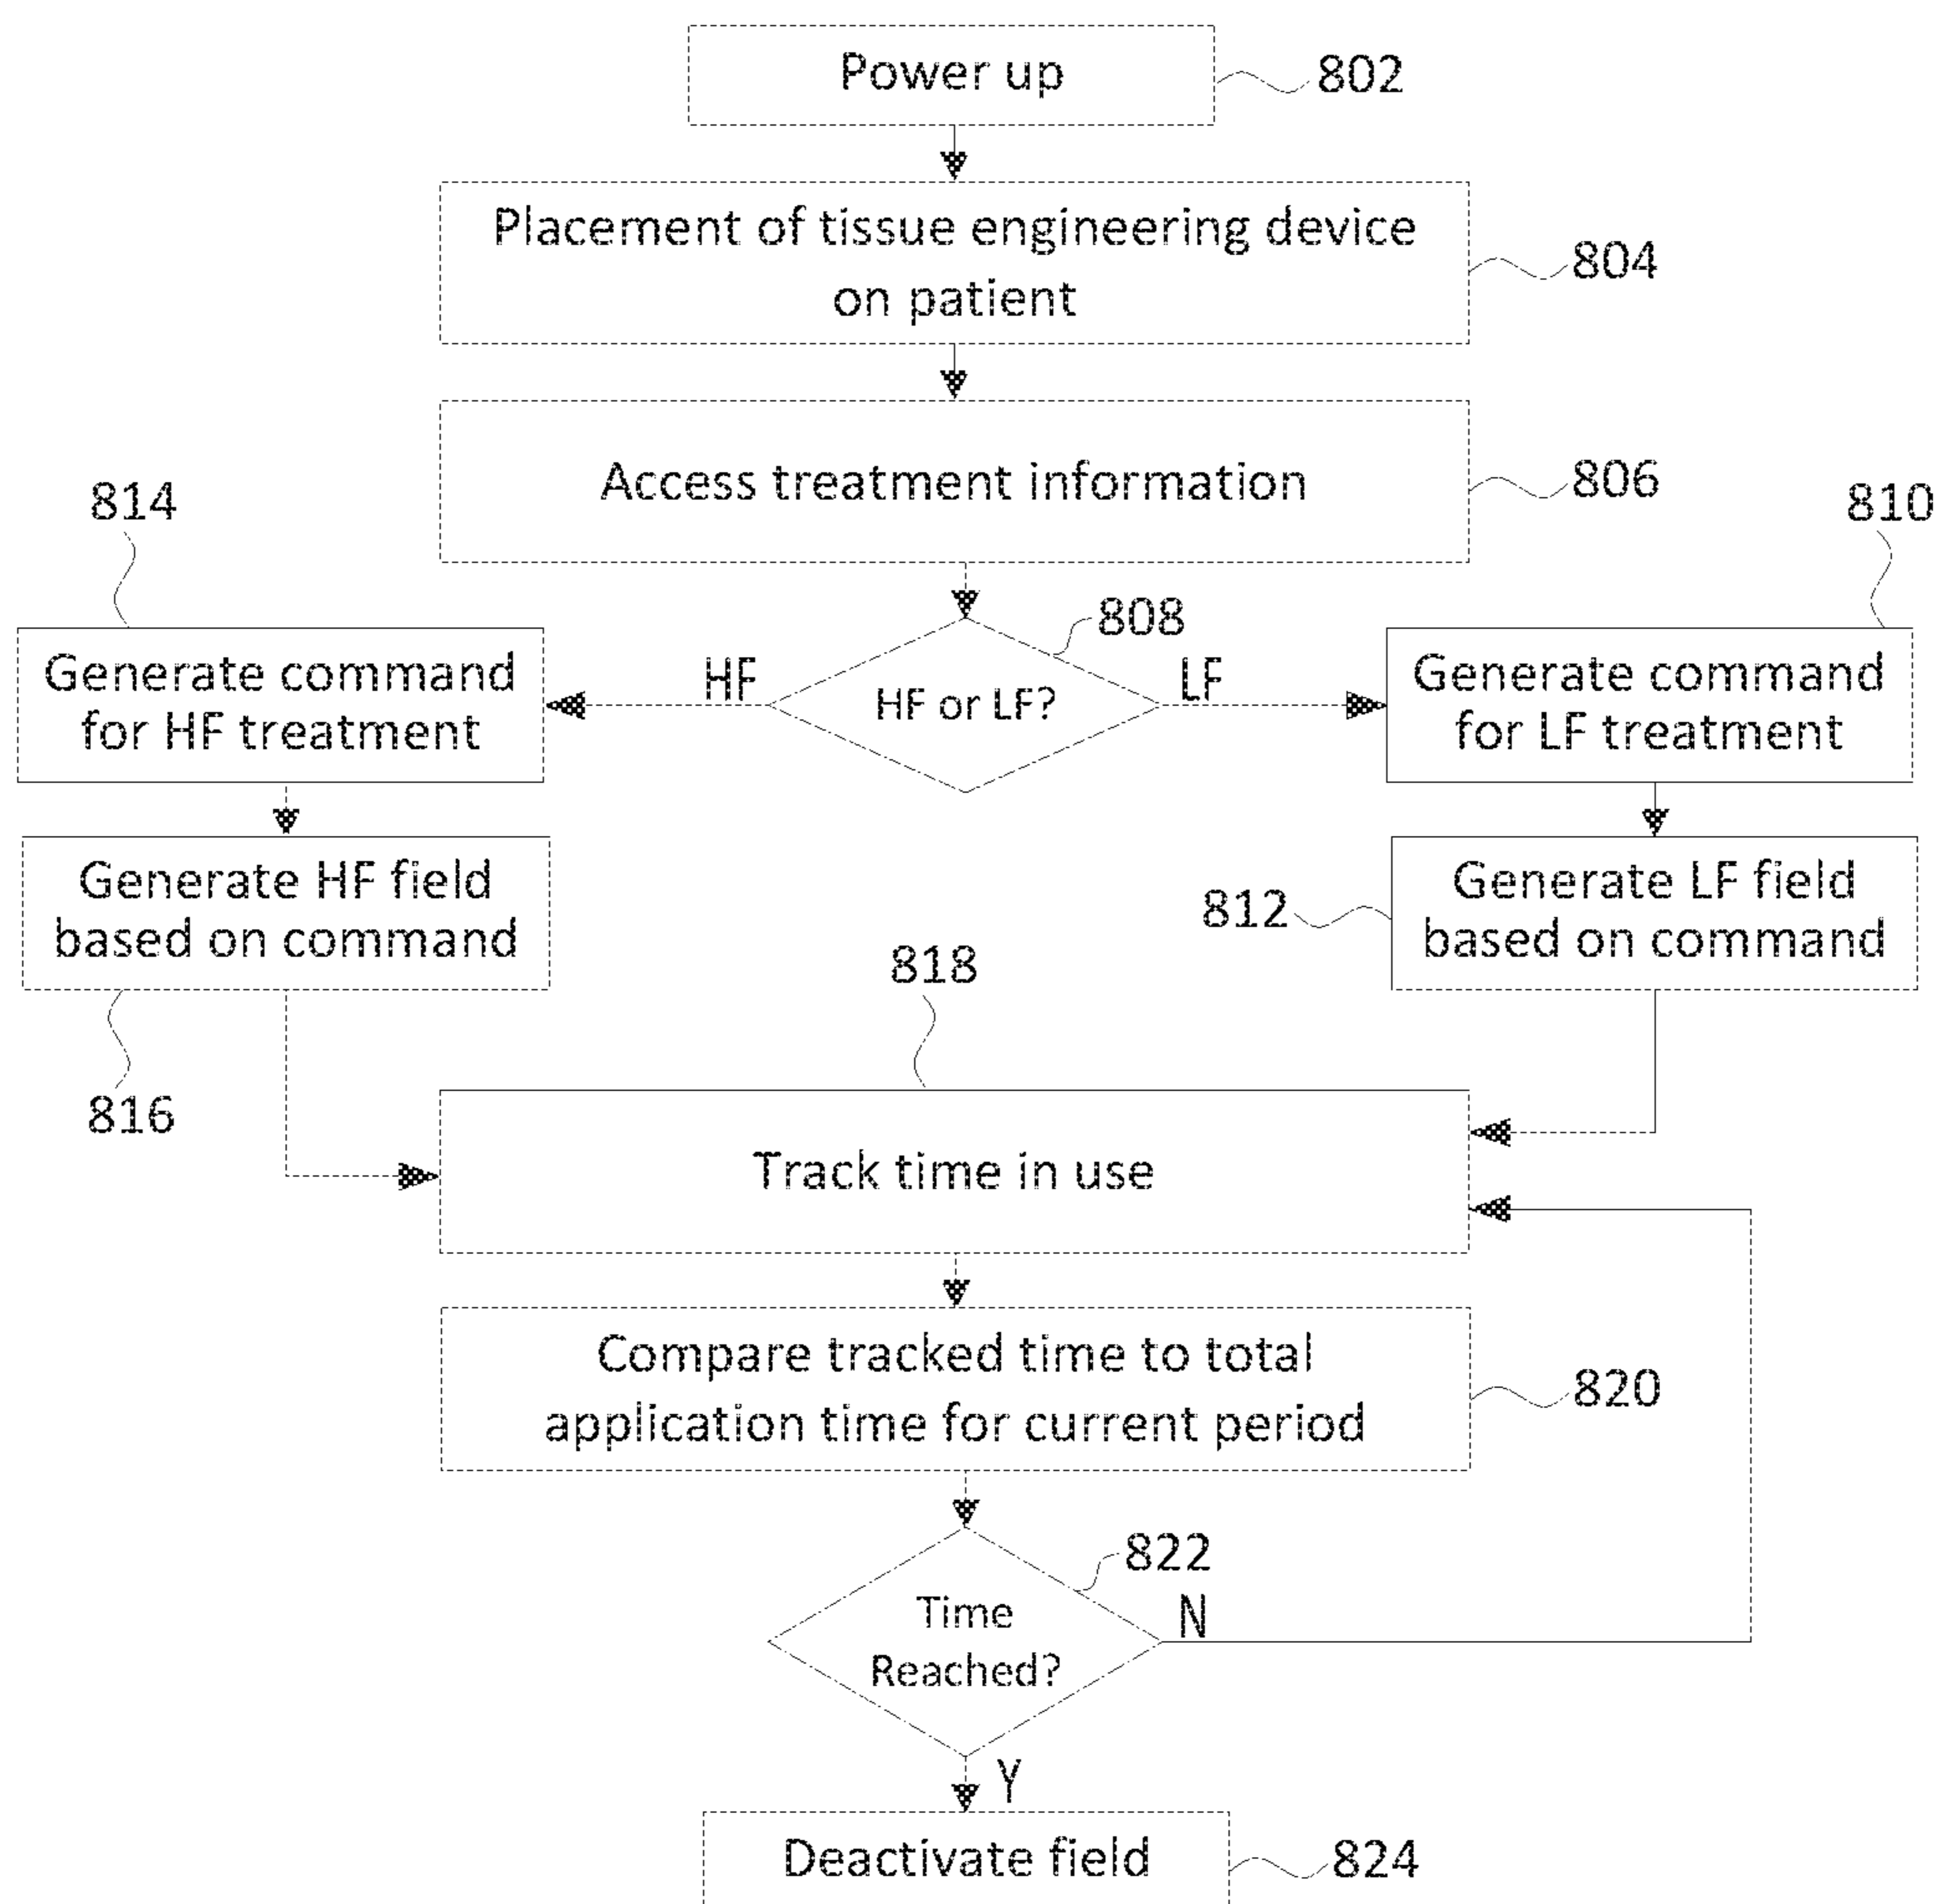 Power up
802
Placement of tissue engineering device
on patient
804
Access treatment information
806
814
810
808
Generate command
for HF treatment
HF
HF or LF?
LF
Generate command
for LF treatment
Generate HF field
based on command
812
Generate LF field
based on command
816
818
Track time in use
Compare tracked time to total
application time for current period
820
822
Time
Reached?
N
Y
Deactivate field
824